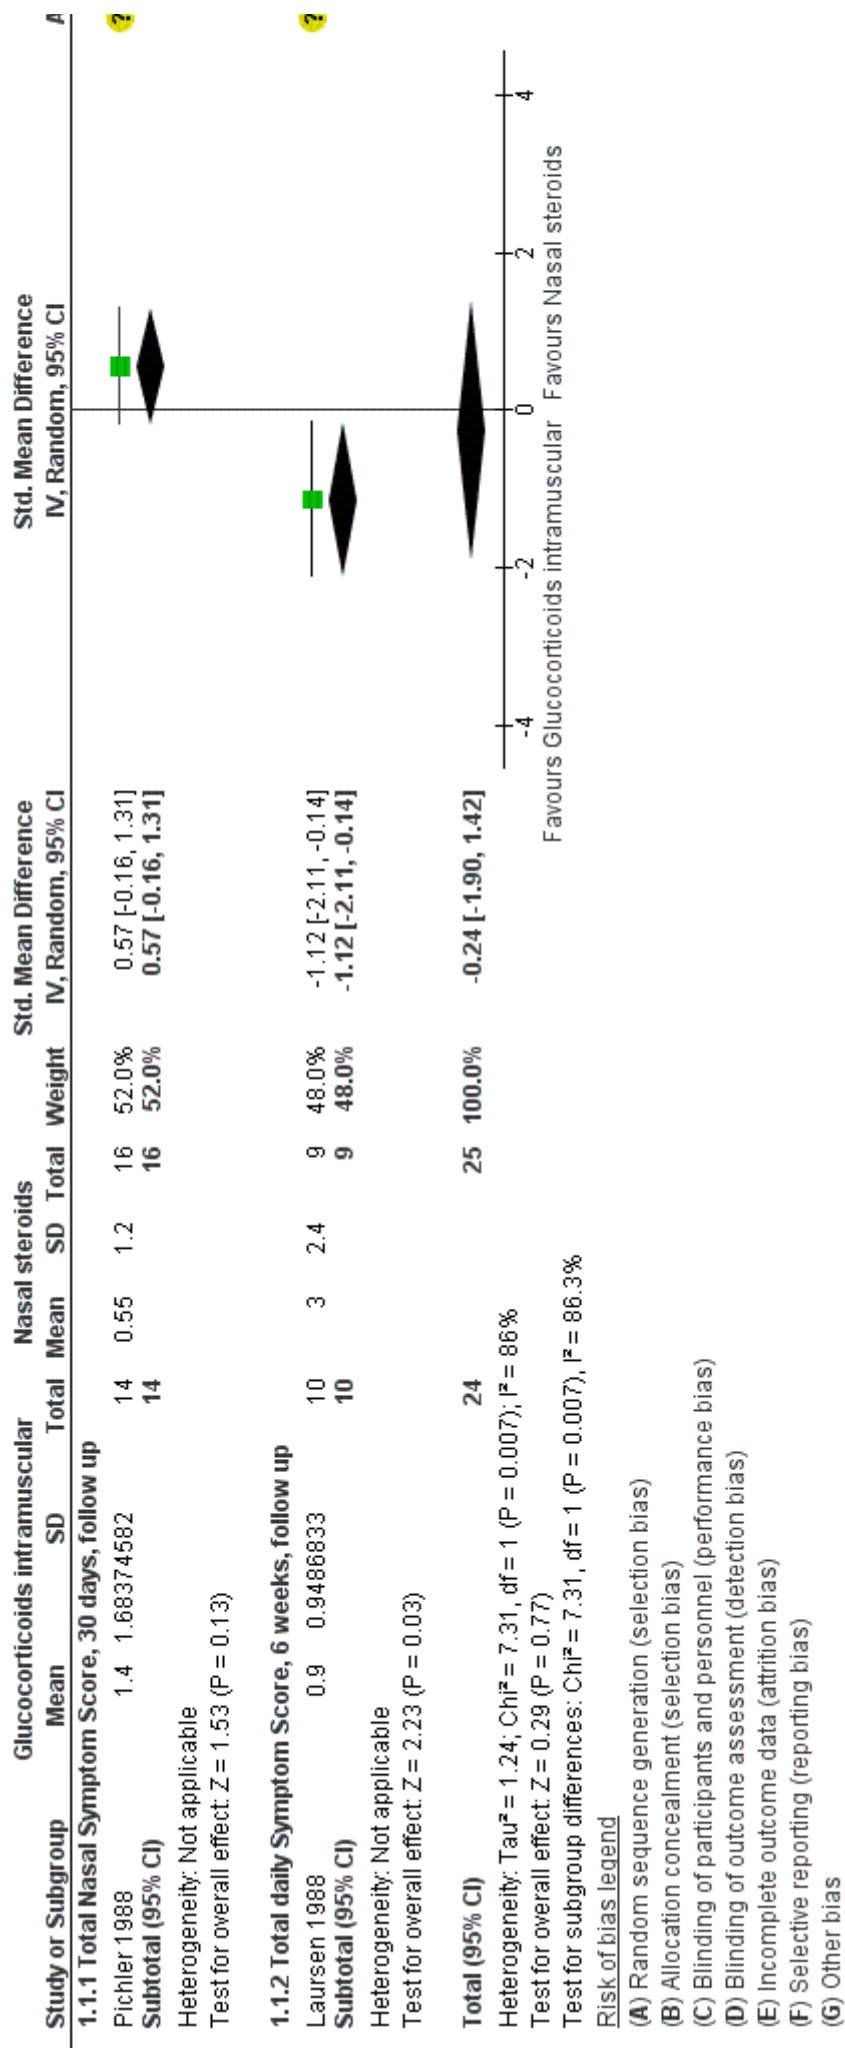 Glucocorticoids intramuscular Nasal steroids Std. Mean Difference Std. Mean Difference
Study or Subgroup Mean SD Total Mean SD Total Weight IV, Random, 95% CI IV, Random, 95% CI A
1.1.1 Total Nasal Symptom Score, 30 days, follow up
Pichler 1988 1.4 1.68374582 14 0.55 1.2 16 52.0% 0.57 [-0.16, 1.31] ?
Subtotal (95% CI) 14 16 52.0% 0.57 [-0.16, 1.31]
Heterogeneity: Not applicable
Test for overall effect: Z = 1.53 (P = 0.13)
1.1.2 Total daily Symptom Score, 6 weeks, follow up
Laursen 1988 0.9 0.9486833 10 3 2.4 9 48.0% -1.12 [-2.11, -0.14] ?
Subtotal (95% CI) 10 9 48.0% -1.12 [-2.11, -0.14]
Heterogeneity: Not applicable
Test for overall effect: Z = 2.23 (P = 0.03)
Total (95% CI) 24 25 100.0% -0.24 [-1.90, 1.42]
Heterogeneity: Tau² = 1.24; Chi² = 7.31, df = 1 (P = 0.007); I² = 86%
Test for overall effect: Z = 0.29 (P = 0.77)
Test for subgroup differences: Chi² = 7.31, df = 1 (P = 0.007), I² = 86.3%
-4 -2 0 2 4
Favours Glucocorticoids intramuscular Favours Nasal steroids
Risk of bias legend
(A) Random sequence generation (selection bias)
(B) Allocation concealment (selection bias)
(C) Blinding of participants and personnel (performance bias)
(D) Blinding of outcome assessment (detection bias)
(E) Incomplete outcome data (attrition bias)
(F) Selective reporting (reporting bias)
(G) Other bias